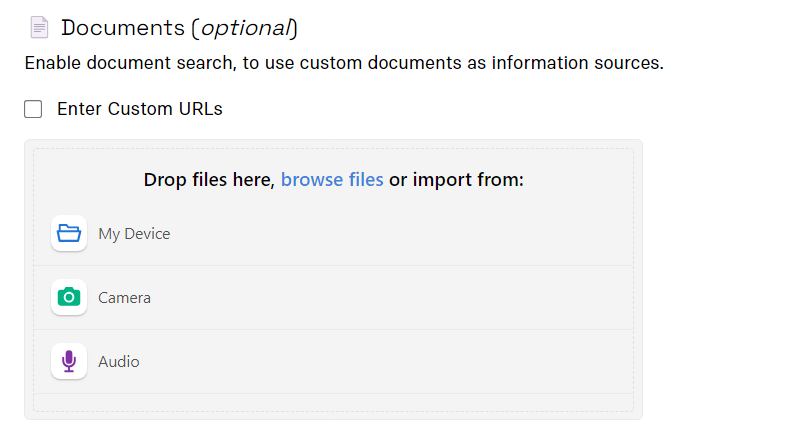 Documents (optional)
Enable document search, to use custom documents as information sources.
Enter Custom URLs
Drop files here, browse files or import from:
My Device
Camera
Audio